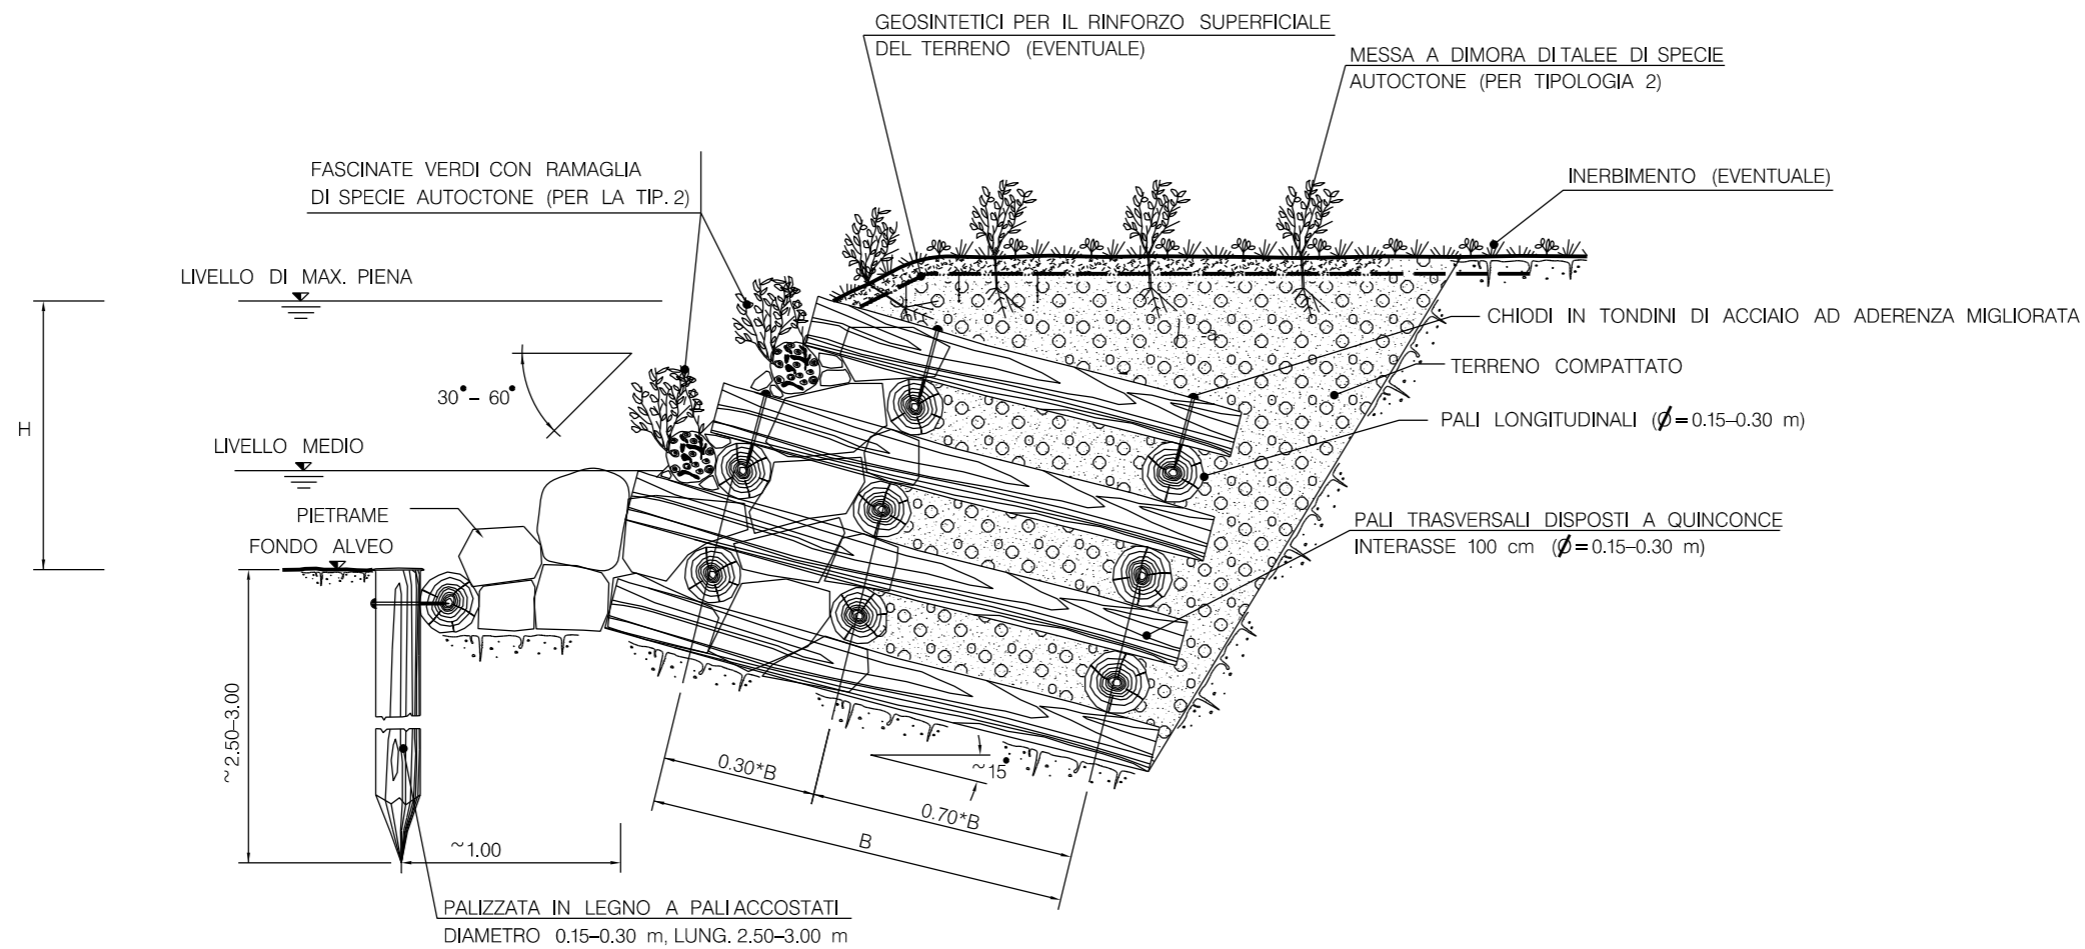 GEOSINTETICI PER IL RINFORZO SUPERFICIALE
DEL TERRENO (EVENTUALE)
MESSA A DIMORA DI TALEE DI SPECIE
AUTOCTONE (PER TIPOLOGIA 2)
FASCINATE VERDI CON RAMAGLIA
DI SPECIE AUTOCTONE (PER LA TIP. 2)
INERBIMENTO (EVENTUALE)
LIVELLO DI MAX. PIENA
CHIODI IN TONDINI DI ACCIAIO AD ADERENZA MIGLIORATA
TERRENO COMPATTATO
30° - 60°
PALI LONGITUDINALI (Ø=0.15-0.30 m)
H
LIVELLO MEDIO
PIETRAME
PALI TRASVERSALI DISPOSTI A QUINCONCE
INTERASSE 100 cm (Ø=0.15-0.30 m)
FONDO ALVEO
~2.50-3.00
0.30*B
~15°
0.70*B
B
~1.00
PALIZZATA IN LEGNO A PALI ACCOSTATI
DIAMETRO 0.15-0.30 m, LUNG. 2.50-3.00 m